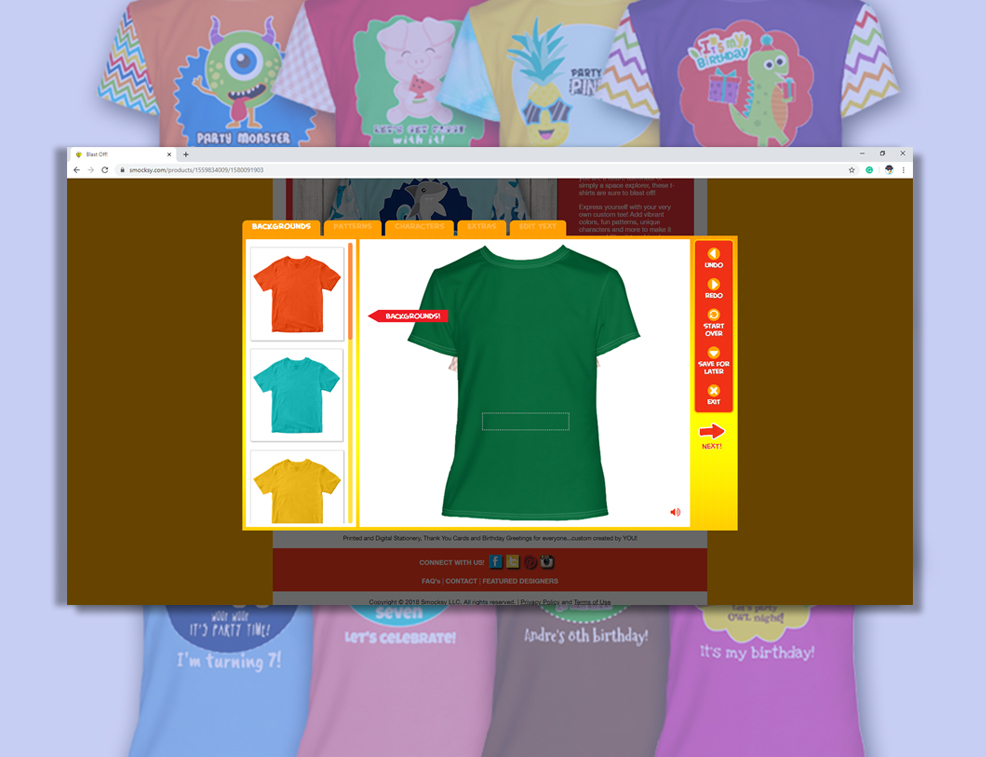 It's my
Birthday
PARTY
PARTY MONSTER
LET'S GET PIGGY
with it!
Blast Off!
smocksy.com/products/1559834009/1580091903
simply a space explorer, these t-
shirts are sure to blast off!
Express yourself with your very
own custom tee! Add vibrant
colors, fun patterns, unique
characters and more to make it
BACKGROUNDS
PATTERNS
CHARACTERS
EXTRAS
EDIT TEXT
BACKGROUNDS!
UNDO
REDO
START
OVER
SAVE FOR
LATER
EXIT
NEXT!
Printed and Digital Stationery, Thank You Cards and Birthday Greetings for everyone...custom created by YOU!
CONNECT WITH US!
FAQ's | CONTACT | FEATURED DESIGNERS
Copyright © 2018 Smocksy LLC. All rights reserved. | Privacy Policy and Terms of Use
WOOF WOOF
IT'S PARTY TIME!
I'm turning 7!
seven
LET'S CELEBRATE!
Andre's 6th birthday!
Let's party
OWL night!
It's my birthday!